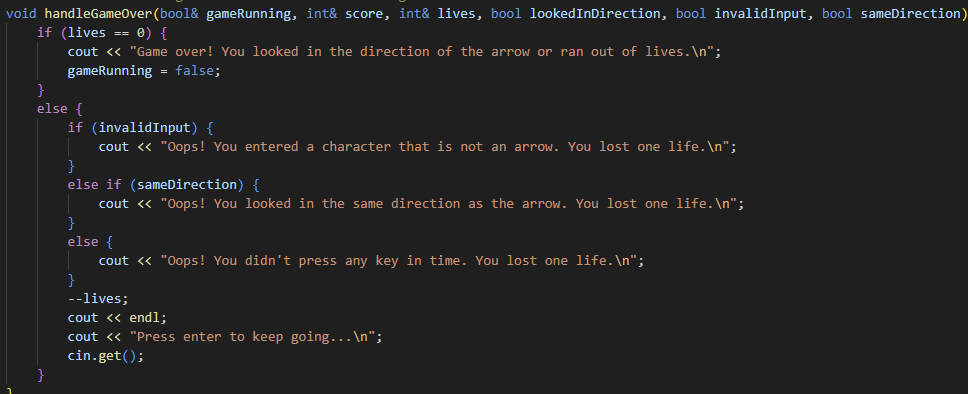 void handleGameOver(bool& gameRunning, int& score, int& lives, bool lookedInDirection, bool invalidInput, bool sameDirection)
    if (lives == 0) {
        cout << "Game over! You looked in the direction of the arrow or ran out of lives.\n";
        gameRunning = false;
    }
    else {
        if (invalidInput) {
            cout << "Oops! You entered a character that is not an arrow. You lost one life.\n";
        }
        else if (sameDirection) {
            cout << "Oops! You looked in the same direction as the arrow. You lost one life.\n";
        }
        else {
            cout << "Oops! You didn't press any key in time. You lost one life.\n";
        }
        --lives;
        cout << endl;
        cout << "Press enter to keep going...\n";
        cin.get();
    }
}